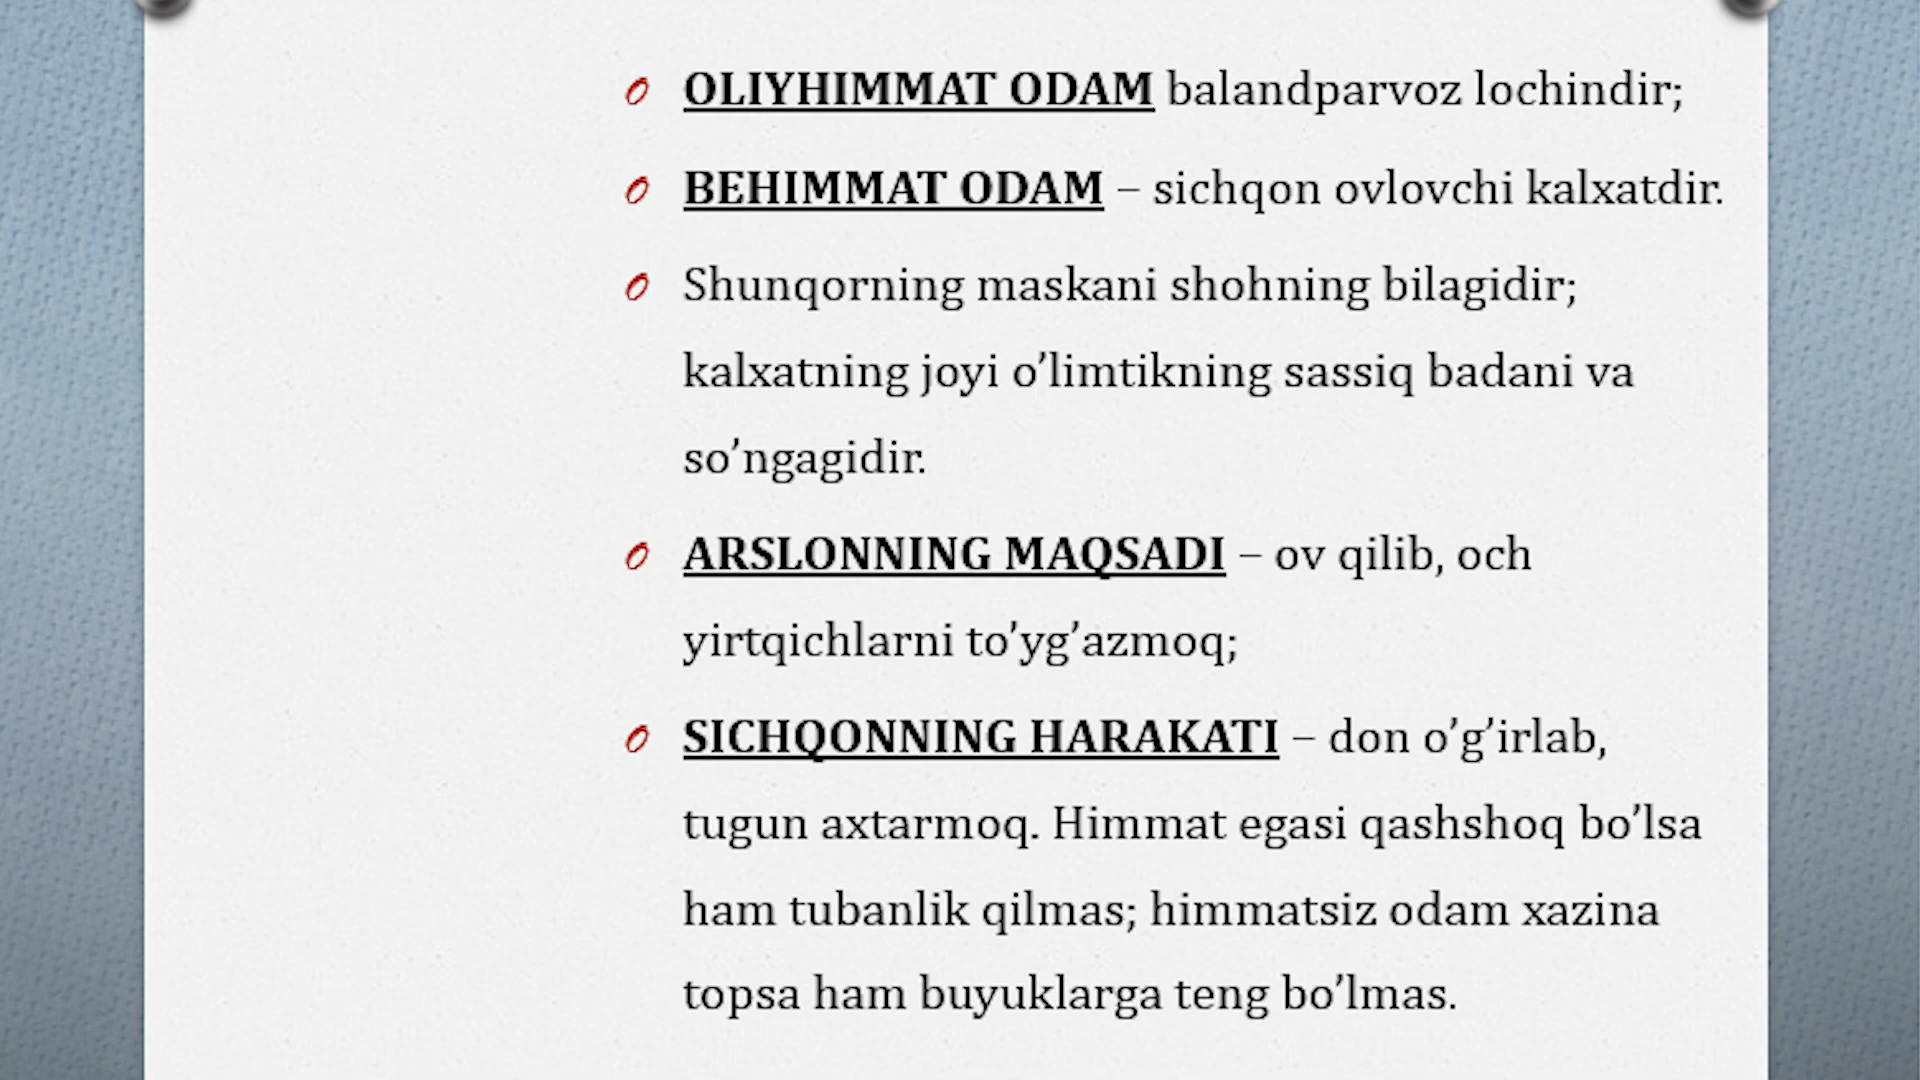 OLIYHIMMAT ODAM balandparvoz lochindir;
BEHIMMAT ODAM – sichqon ovlovchi kalxatdir.
Shunqorning maskani shohning bilagidir;
kalxatning joyi o’limtikning sassiq badani va
so’ngagidir.
ARSLONNING MAQSADI – ov qilib, och
yirtqichlarni to’yg’azmoq;
SICHQONNING HARAKATI – don o’g’irlab,
tugun axtarmoq. Himmat egasi qashshoq bo’lsa
ham tubanlik qilmas; himmatsiz odam xazina
topsa ham buyuklarga teng bo’lmas.